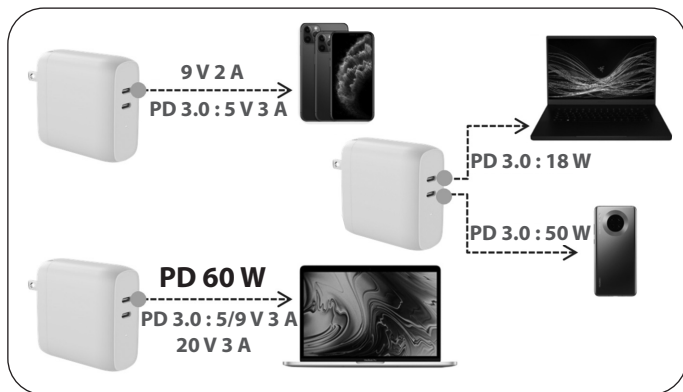 9 V 2 A
PD 3.0 : 5 V 3 A
PD 3.0 : 18 W
PD 3.0 : 50 W
PD 60 W
PD 3.0 : 5/9 V 3 A
20 V 3 A